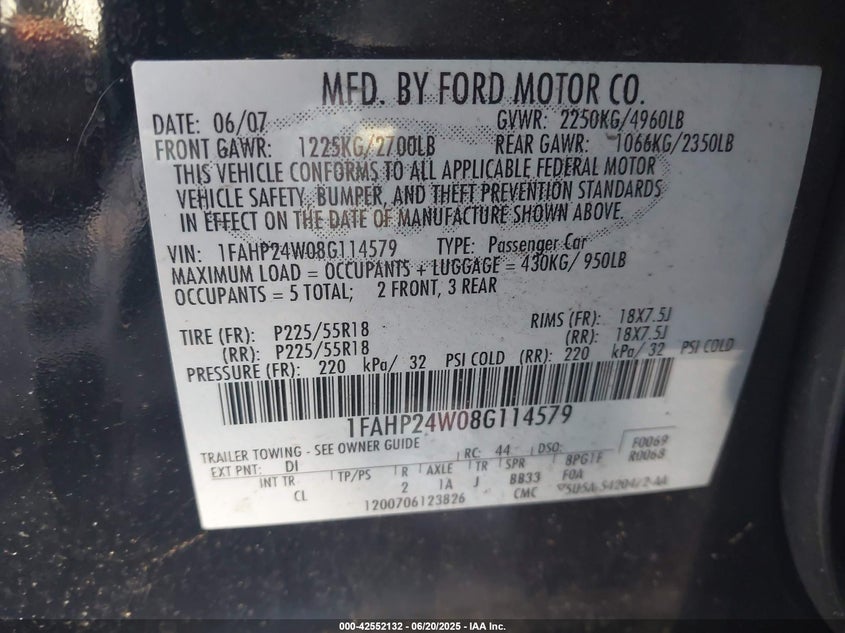 MFD. BY FORD MOTOR CO.
DATE: 06/07 GVWR: 2250KG/4960LB
FRONT GAWR: 1225KG/2700LB REAR GAWR: 1066KG/2350LB
THIS VEHICLE CONFORMS TO ALL APPLICABLE FEDERAL MOTOR
VEHICLE SAFETY, BUMPER, AND THEFT PREVENTION STANDARDS
IN EFFECT ON THE DATE OF MANUFACTURE SHOWN ABOVE.
VIN: 1FAHP24W08G114579 TYPE: Passenger Car
MAXIMUM LOAD = OCCUPANTS + LUGGAGE = 430KG/ 950LB
OCCUPANTS = 5 TOTAL; 2 FRONT, 3 REAR
TIRE (FR): P225/55R18 RIMS (FR): 18X7.5J
(RR): P225/55R18 (RR): 18X7.5J
PRESSURE (FR): 220 kPa/ 32 PSI COLD (RR): 220 kPa/ 32 PSI COLD
1FAHP24W08G114579
TRAILER TOWING - SEE OWNER GUIDE RC: 44 DSO: F0069
EXT PNT: DI R0068
INT TR TP/PS R AXLE TR SPR
CL 2 1A J BB33 FOA
1200706123826 CMC
000-42552132 - 06/20/2025 - IAA Inc.